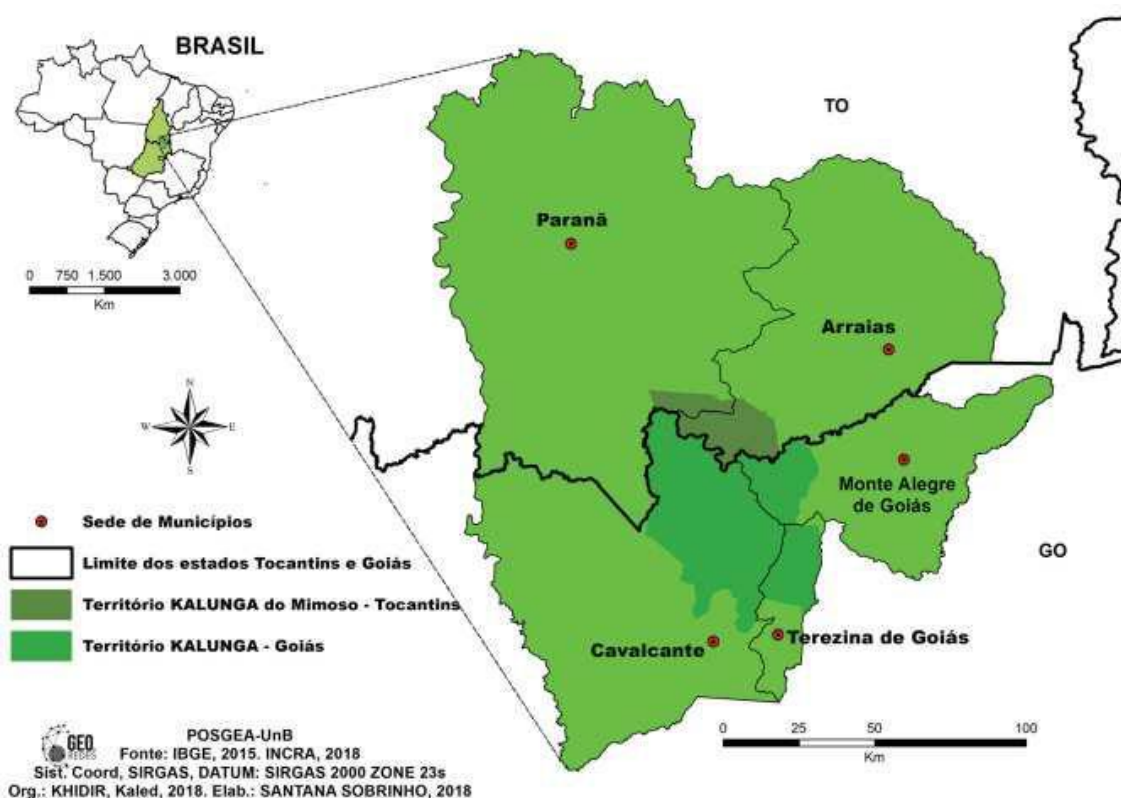 BRASIL
TO
Paranã
0 750 1.500 3.000
Km
Arraias
N
W E
S
Monte Alegre
de Goiás
Sede de Municípios
GO
Limite dos estados Tocantins e Goiás
Território KALUNGA do Mimoso - Tocantins
Território KALUNGA - Goiás
Cavalcante
Terezina de Goiás
0 25 50 100
Km
GEO
REDES
POSGEA-UnB
Fonte: IBGE, 2015. INCRA, 2018
Sist. Coord, SIRGAS, DATUM: SIRGAS 2000 ZONE 23s
Org.: KHIDIR, Kaled, 2018. Elab.: SANTANA SOBRINHO, 2018